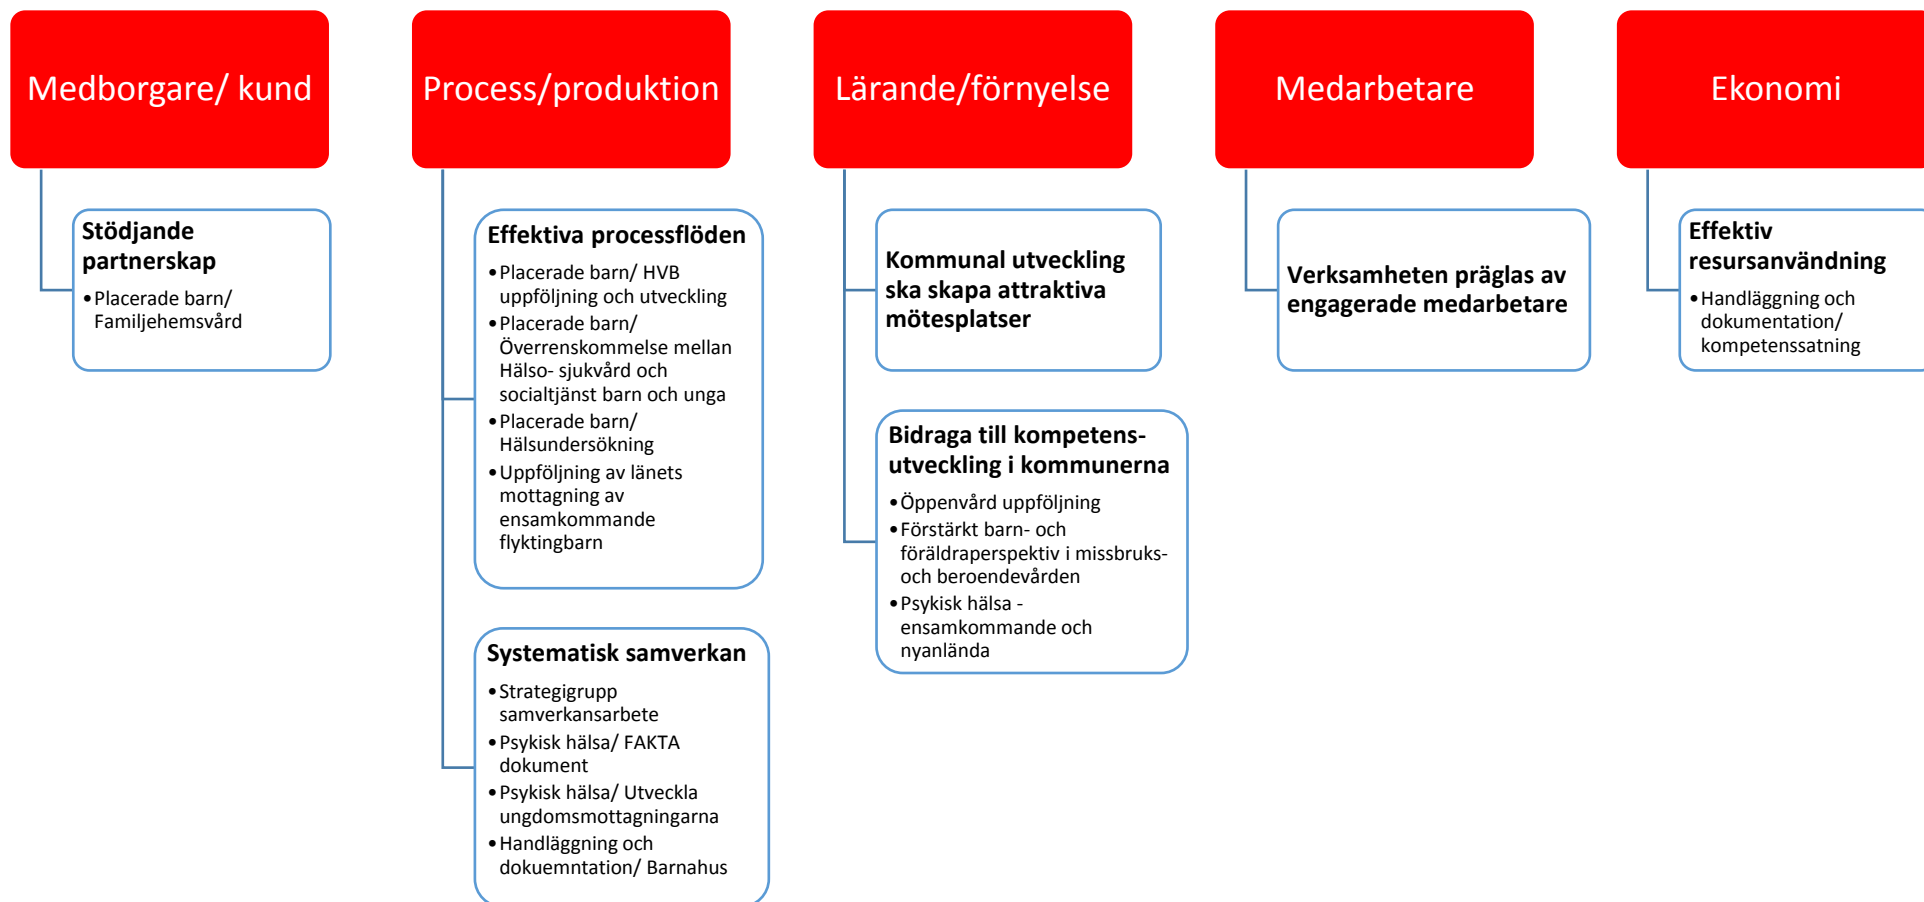 Medborgare/ kund
Stödjande
partnerskap
•Placerade barn/
Familjehemsvård
Process/produktion
Effektiva processflöden
•Placerade barn/ HVB
uppföljning och utveckling
•Placerade barn/
Överrenskommelse mellan
Hälso- sjukvård och
socialtjänst barn och unga
•Placerade barn/
Hälsundersökning
•Uppföljning av länets
mottagning av
ensamkommande
flyktingbarn
Systematisk samverkan
•Strategigrupp
samverkansarbete
•Psykisk hälsa/ FAKTA
dokument
•Psykisk hälsa/ Utveckla
ungdomsmottagningarna
•Handläggning och
dokuemntation/ Barnahus
Lärande/förnyelse
Kommunal utveckling
ska skapa attraktiva
mötesplatser
Bidraga till kompetens-
utveckling i kommunerna
•Öppenvård uppföljning
•Förstärkt barn- och
föräldraperspektiv i missbruks-
och beroendevården
•Psykisk hälsa -
ensamkommande och
nyanlända
Medarbetare
Verksamheten präglas av
engagerade medarbetare
Ekonomi
Effektiv
resursanvändning
•Handläggning och
dokumentation/
kompetenssatning